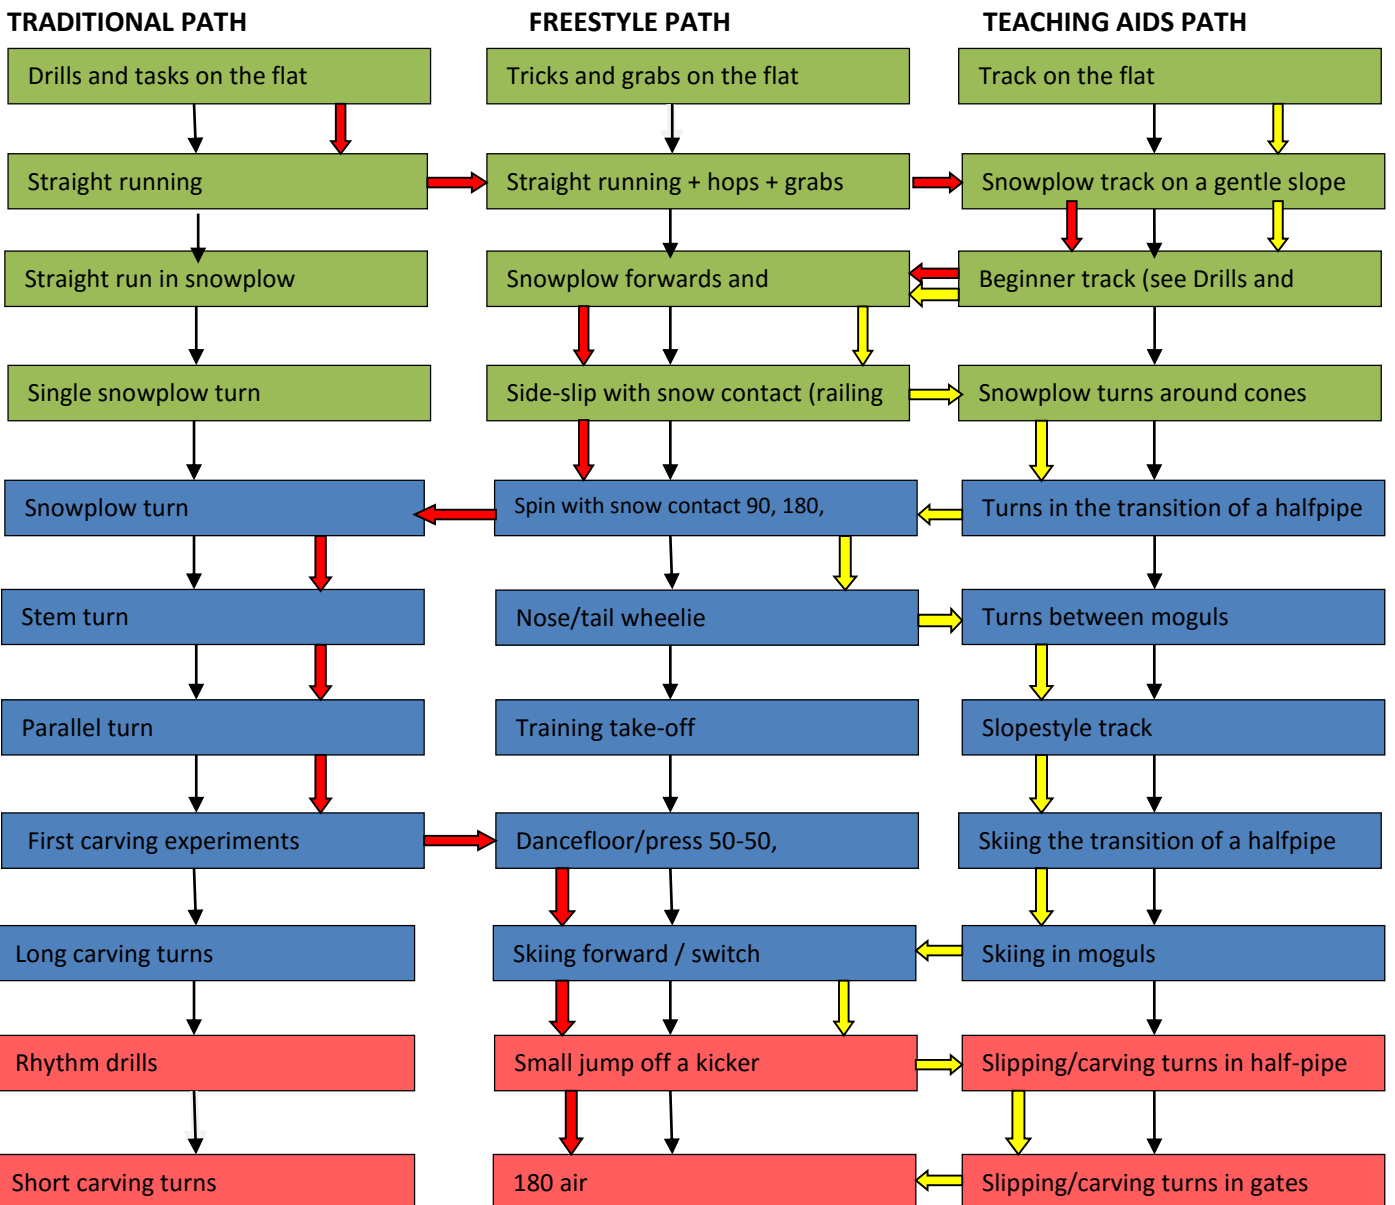 TRADITIONAL PATH FREESTYLE PATH TEACHING AIDS PATH
Drills and tasks on the flat Tricks and grabs on the flat Track on the flat
Straight running Straight running + hops + grabs Snowplow track on a gentle slope
Straight run in snowplow Snowplow forwards and Beginner track (see Drills and
Single snowplow turn Side-slip with snow contact (railing Snowplow turns around cones
Snowplow turn Spin with snow contact 90, 180, Turns in the transition of a halfpipe
Stem turn Nose/tail wheelie Turns between moguls
Parallel turn Training take-off Slopestyle track
First carving experiments Dancefloor/press 50-50, Skiing the transition of a halfpipe
Long carving turns Skiing forward / switch Skiing in moguls
Rhythm drills Small jump off a kicker Slipping/carving turns in half-pipe
Short carving turns 180 air Slipping/carving turns in gates